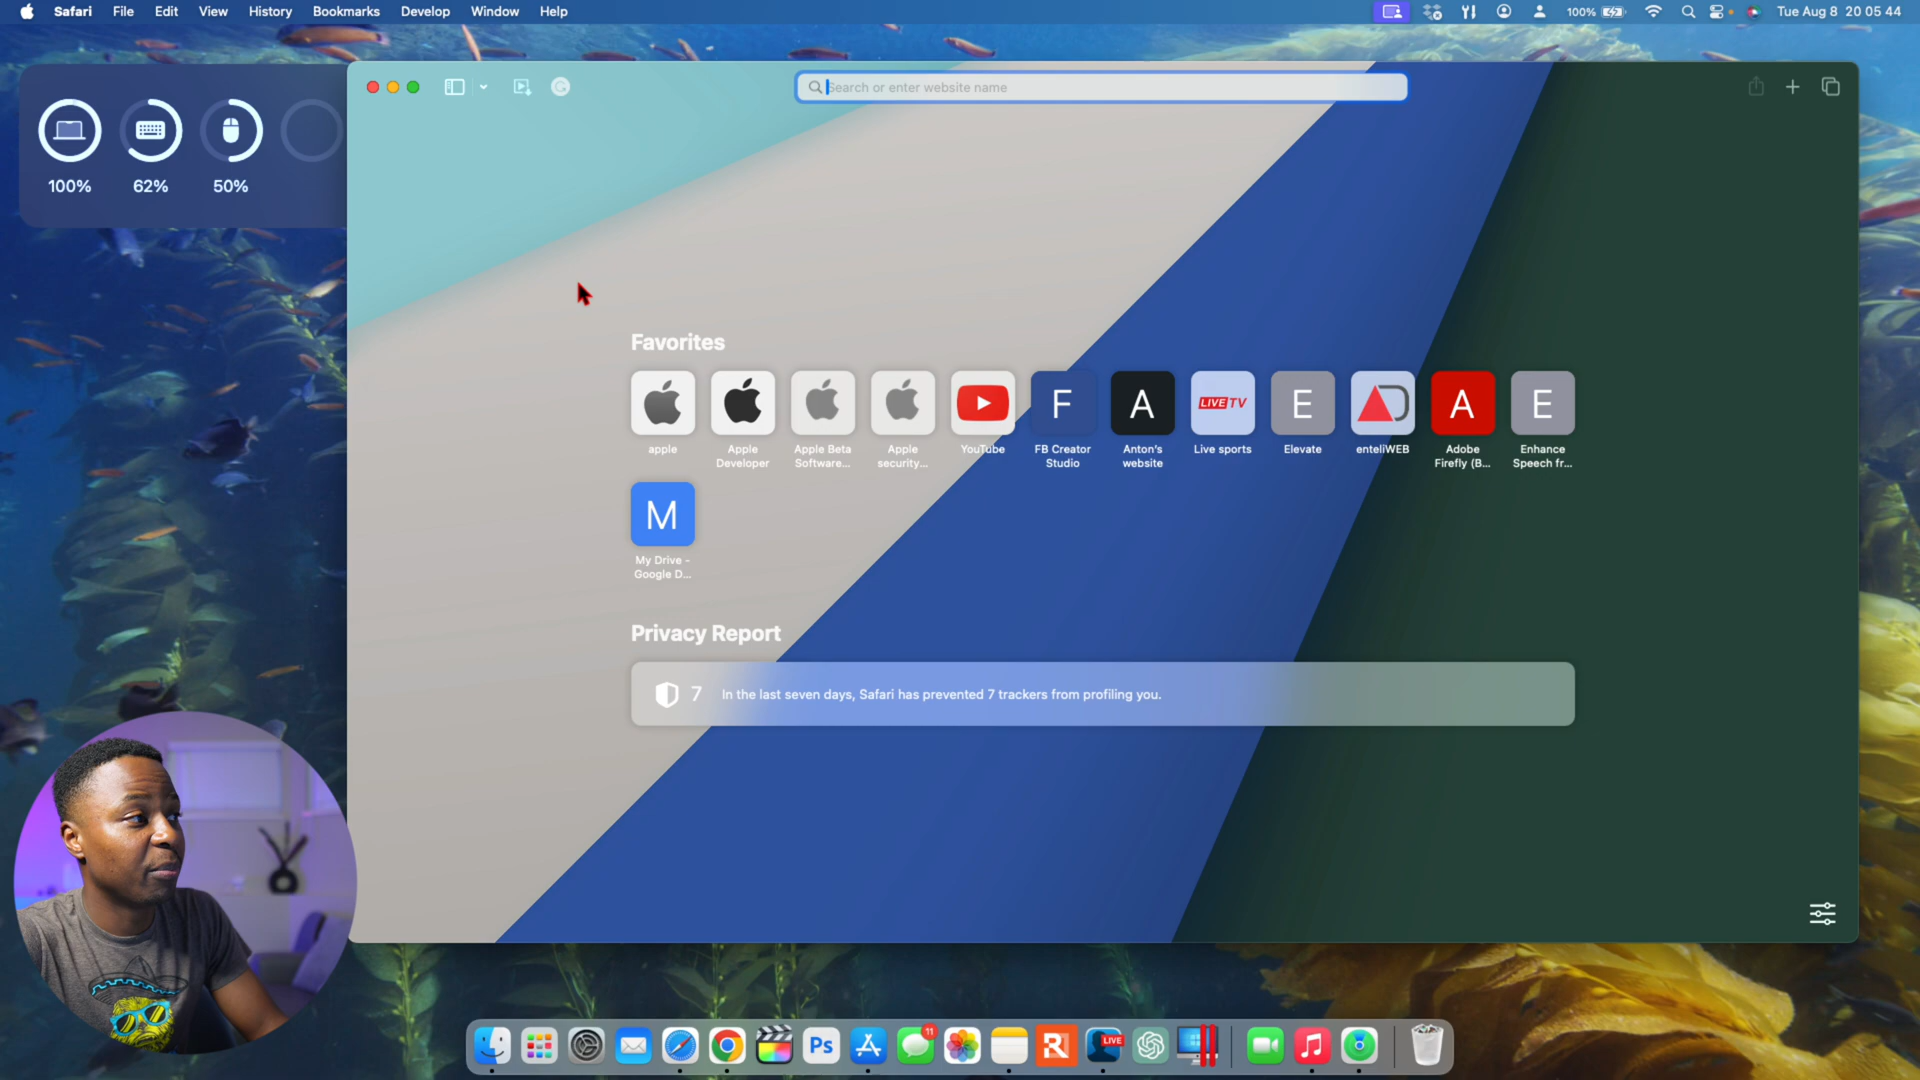 Safari File Edit View History Bookmarks Develop Window Help
100%
Tue Aug 8 20 05 44
Search or enter website name
100% 62% 50%
Favorites
LIVE TV
F A E A E
apple
Apple
Developer
Apple Beta
Software...
Apple
security...
YouTube
FB Creator
Studio
Anton's
website
Live sports
Elevate
enteliWEB
Adobe
Firefly (B...
Enhance
Speech fr...
M
My Drive -
Google D...
Privacy Report
7 In the last seven days, Safari has prevented 7 trackers from profiling you.
Ps
11
R
LIVE